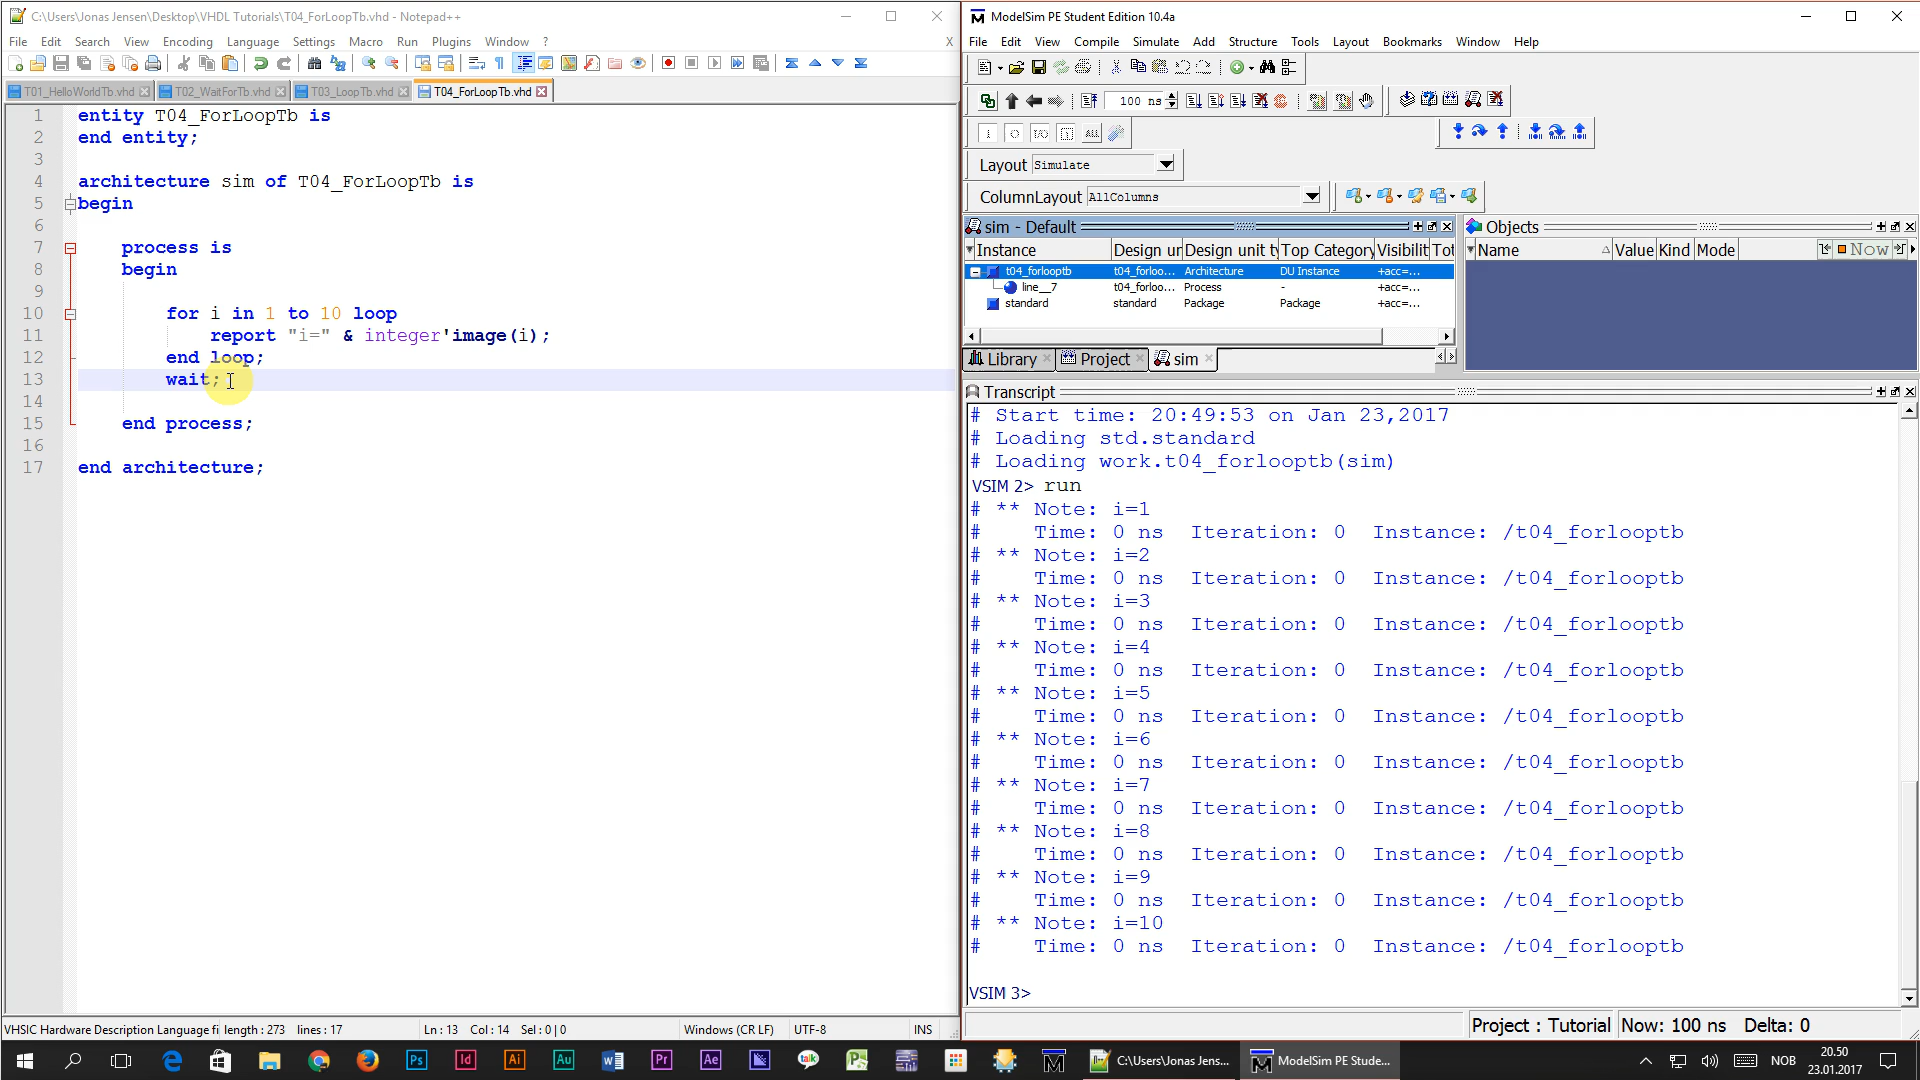 C:\Users\Jonas Jensen\Desktop\VHDL Tutorials\T04_ForLoopTb.vhd - Notepad++
File Edit Search View Encoding Language Settings Macro Run Plugins Window ? X
T01_HelloWorldTb.vhd T02_WaitForTb.vhd T03_LoopTb.vhd T04_ForLoopTb.vhd
1 entity T04_ForLoopTb is
2 end entity;
3
4 architecture sim of T04_ForLoopTb is
5 begin
6
7 process is
8 begin
9
10 for i in 1 to 10 loop
11 report "i=" & integer'image(i);
12 end loop;
13 wait;
14
15 end process;
16
17 end architecture;
VHSIC Hardware Description Language fi length : 273 lines : 17 Ln : 13 Col : 14 Sel : 0 | 0 Windows (CR LF) UTF-8 INS
ModelSim PE Student Edition 10.4a
File Edit View Compile Simulate Add Structure Tools Layout Bookmarks Window Help
100 ns
Layout Simulate
ColumnLayout AllColumns
sim - Default
Instance Design ur Design unit ty Top Category Visibilit Tot
t04_forlooptb t04_forloo... Architecture DU Instance +acc=...
line__7 t04_forloo... Process - +acc=...
standard standard Package Package +acc=...
Library Project sim
Objects
Name Value Kind Mode Now
Transcript
# Start time: 20:49:53 on Jan 23,2017
# Loading std.standard
# Loading work.t04_forlooptb(sim)
VSIM 2> run
# ** Note: i=1
# Time: 0 ns Iteration: 0 Instance: /t04_forlooptb
# ** Note: i=2
# Time: 0 ns Iteration: 0 Instance: /t04_forlooptb
# ** Note: i=3
# Time: 0 ns Iteration: 0 Instance: /t04_forlooptb
# ** Note: i=4
# Time: 0 ns Iteration: 0 Instance: /t04_forlooptb
# ** Note: i=5
# Time: 0 ns Iteration: 0 Instance: /t04_forlooptb
# ** Note: i=6
# Time: 0 ns Iteration: 0 Instance: /t04_forlooptb
# ** Note: i=7
# Time: 0 ns Iteration: 0 Instance: /t04_forlooptb
# ** Note: i=8
# Time: 0 ns Iteration: 0 Instance: /t04_forlooptb
# ** Note: i=9
# Time: 0 ns Iteration: 0 Instance: /t04_forlooptb
# ** Note: i=10
# Time: 0 ns Iteration: 0 Instance: /t04_forlooptb
VSIM 3>
Project : Tutorial Now: 100 ns Delta: 0
Ps Id Ai Au Pr Ae talk C:\Users\Jonas Jens... ModelSim PE Stude... NOB 20.50
23.01.2017